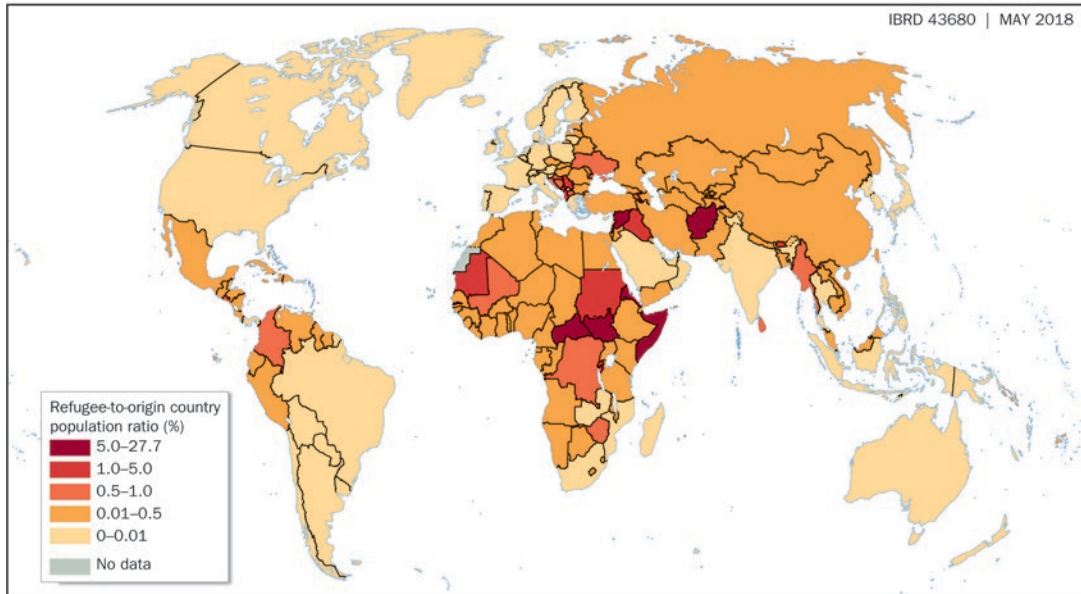 IBRD 43680 | MAY 2018
Refugee-to-origin country
population ratio (%)
5.0–27.7
1.0–5.0
0.5–1.0
0.01–0.5
0–0.01
No data